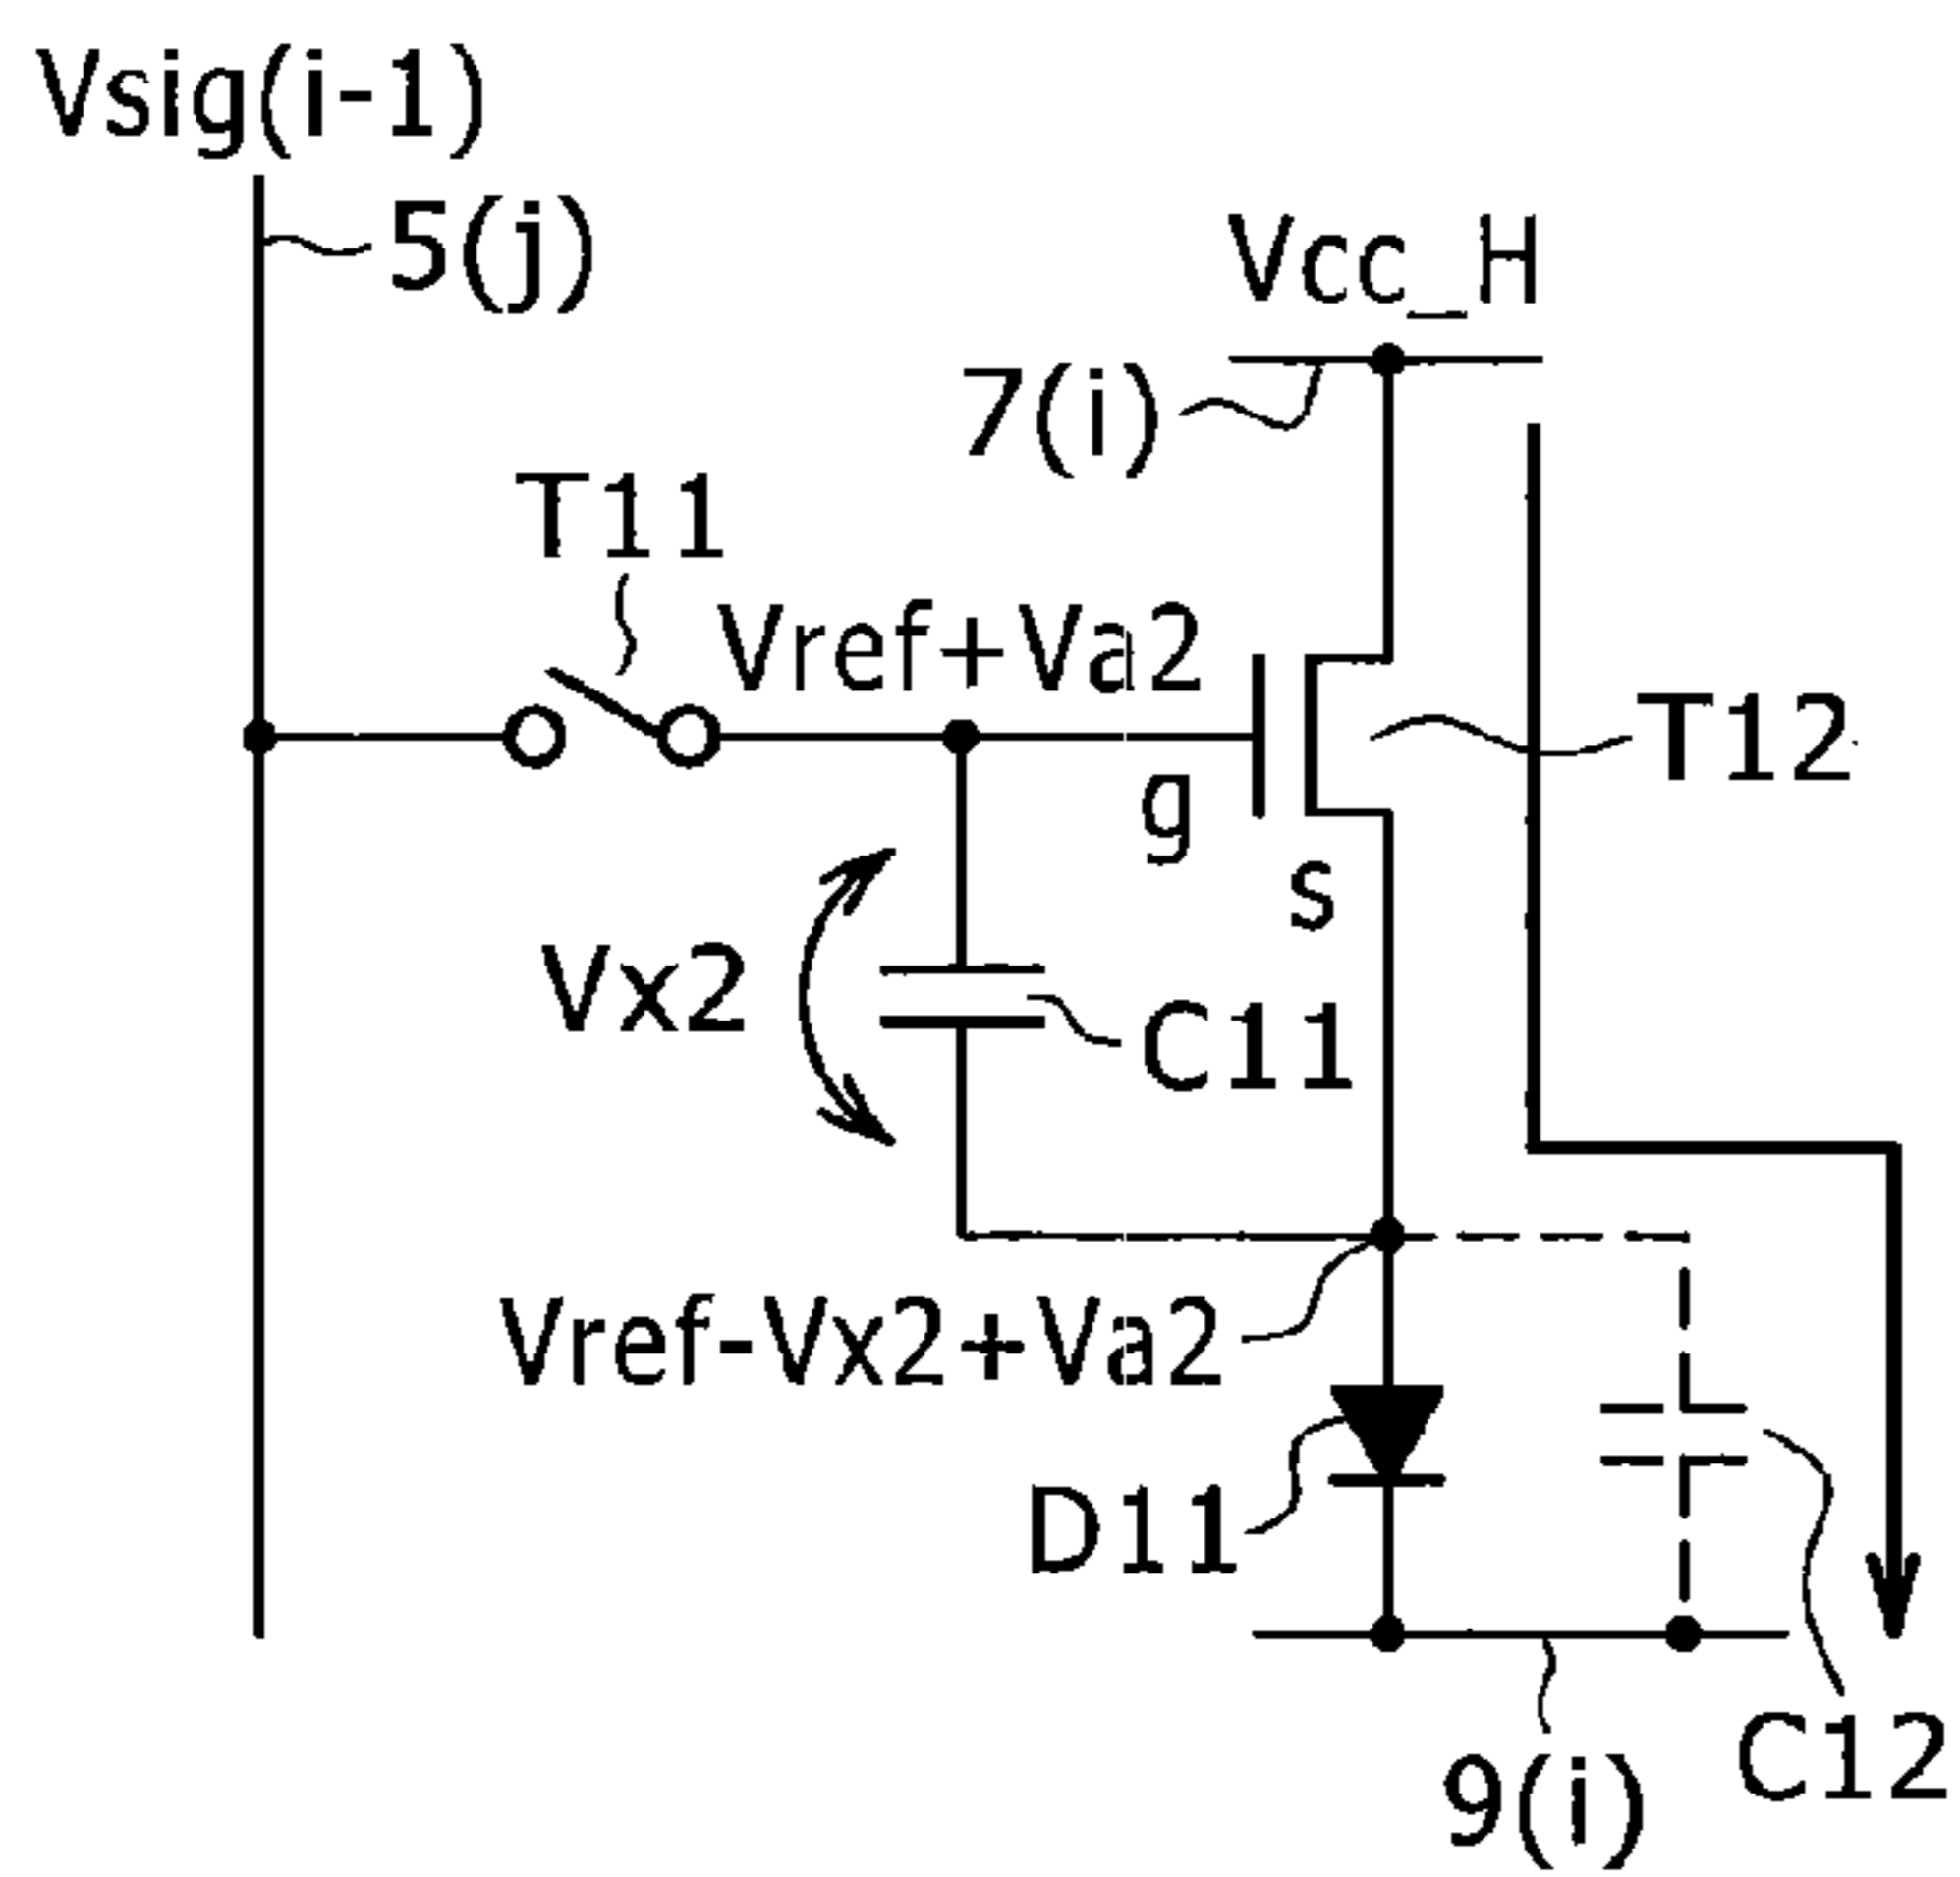 Vsig(i-1)
5(j)
Vcc_H
7(i)
T11
Vref+Va2
T12
g
s
Vx2
C11
Vref-Vx2+Va2
D11
C12
9(i)